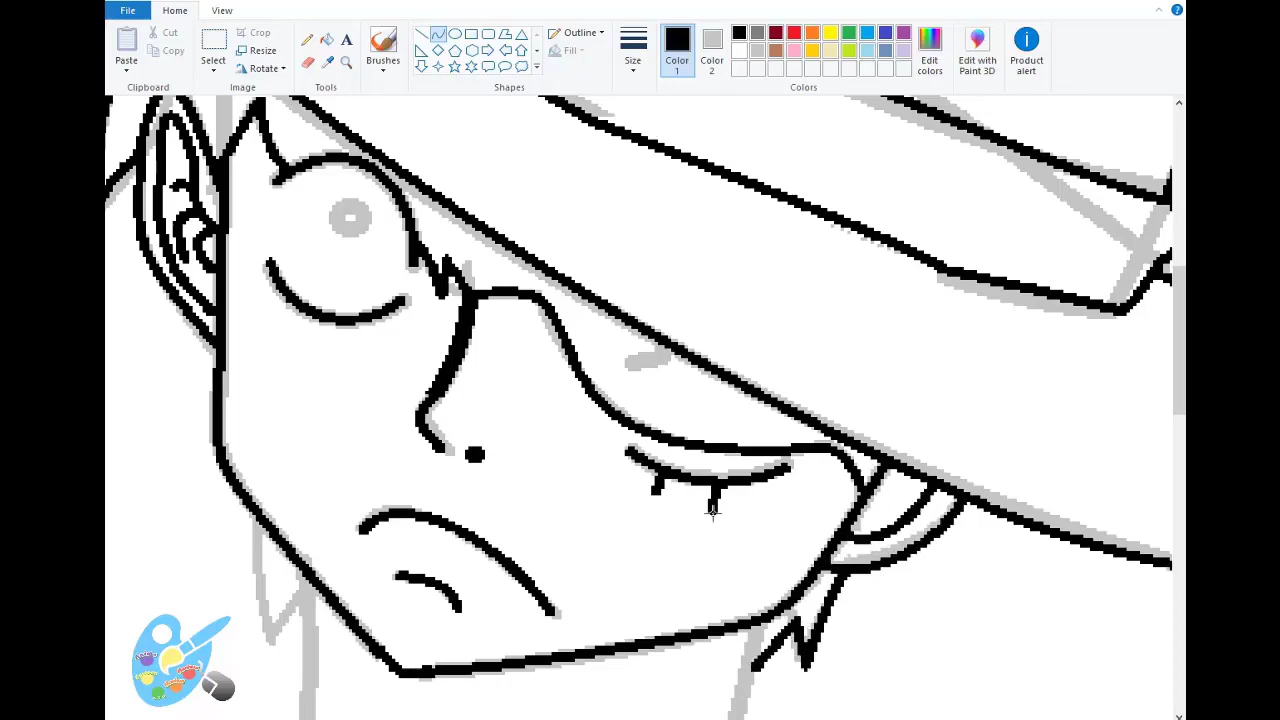 File Home View
Paste Cut Copy
Clipboard
Select Crop Resize Rotate
Image
A
Tools
Brushes
Outline Fill
Shapes
Size
Color 1
Color 2
Edit colors
Colors
Edit with Paint 3D
Product alert